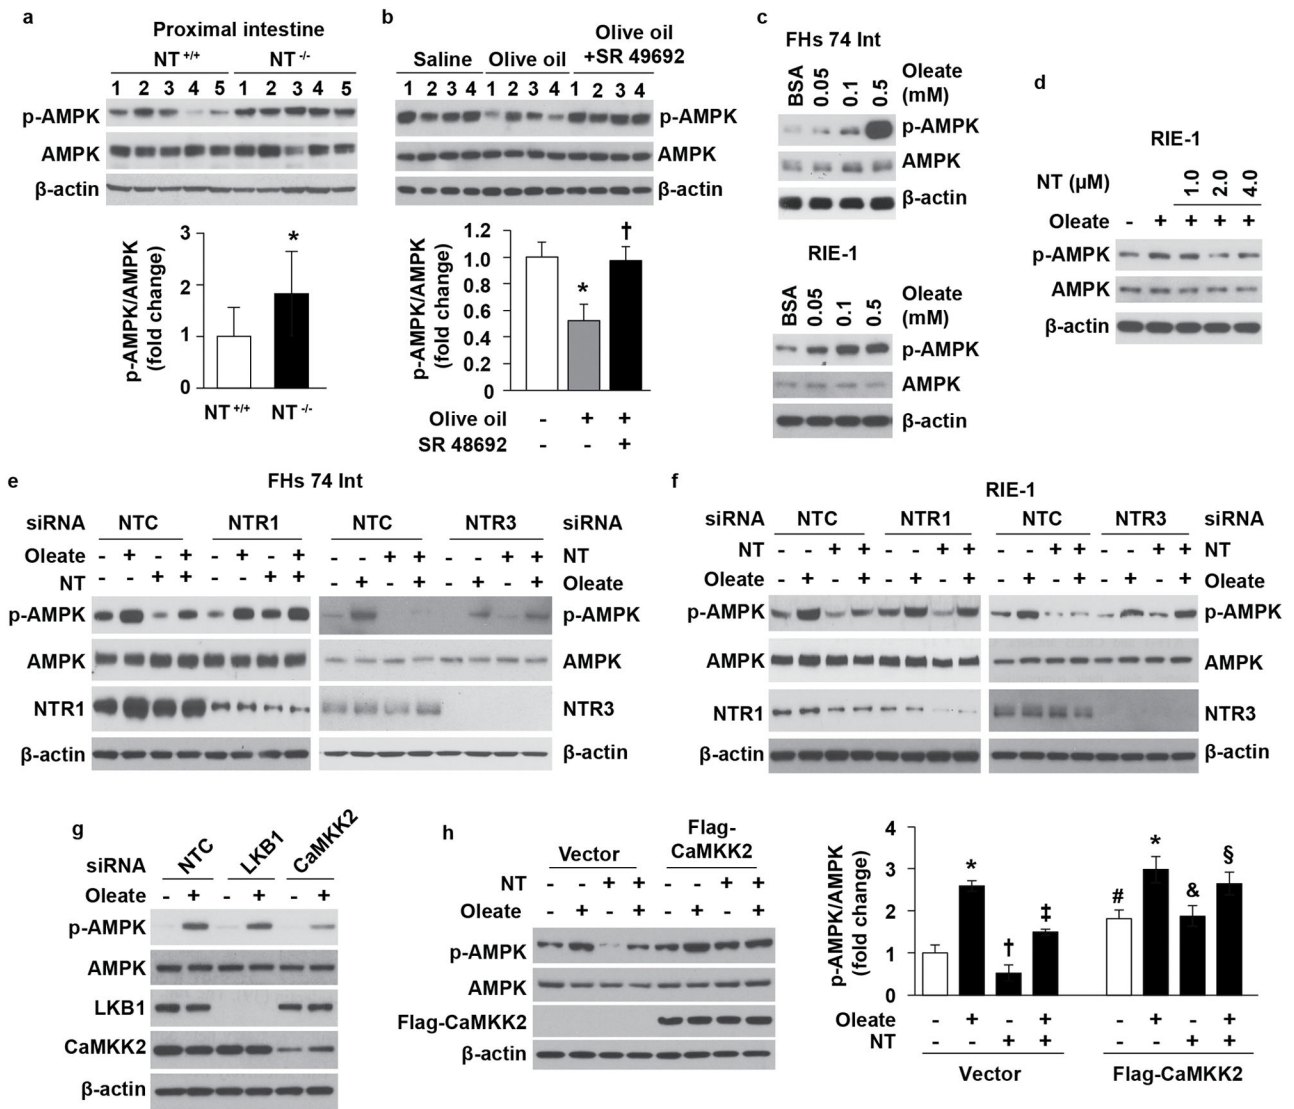 a
Proximal intestine
NT +/+ NT -/-
1 2 3 4 5 1 2 3 4 5
p-AMPK
AMPK
β-actin
p-AMPK/AMPK
(fold change)
3
2
1
0
*
NT +/+ NT -/-
b
Olive oil
+SR 49692
Saline Olive oil
1 2 3 4 1 2 3 4 1 2 3 4
p-AMPK
AMPK
β-actin
p-AMPK/AMPK
(fold change)
1.2
1.0
0.8
0.6
0.4
0.2
0
* †
Olive oil - + +
SR 48692 - - +
c
FHs 74 Int
BSA 0.05 0.1 0.5 Oleate
(mM)
p-AMPK
AMPK
β-actin
RIE-1
BSA 0.05 0.1 0.5 Oleate
(mM)
p-AMPK
AMPK
β-actin
d
RIE-1
NT (µM) 1.0 2.0 4.0
Oleate - + + + +
p-AMPK
AMPK
β-actin
e
FHs 74 Int
siRNA NTC NTR1 NTC NTR3 siRNA
Oleate - + - + - + - + - - + + - - + + NT
NT - - + + - - + + - + - + - + - + Oleate
p-AMPK p-AMPK
AMPK AMPK
NTR1 NTR3
β-actin β-actin
f
RIE-1
siRNA NTC NTR1 NTC NTR3 siRNA
NT - - + + - - + + - - + + - - + + NT
Oleate - + - + - + - + - + - + - + - + Oleate
p-AMPK p-AMPK
AMPK AMPK
NTR1 NTR3
β-actin β-actin
g
siRNA NTC LKB1 CaMKK2
Oleate - + - + - +
p-AMPK
AMPK
LKB1
CaMKK2
β-actin
h
Vector Flag-
CaMKK2
NT - - + + - - + +
Oleate - + - + - + - +
p-AMPK
AMPK
Flag-CaMKK2
β-actin
p-AMPK/AMPK
(fold change)
4
3
2
1
0
* † ‡ # * & §
Oleate - + - + - + - +
NT - - + + - - + +
Vector Flag-CaMKK2